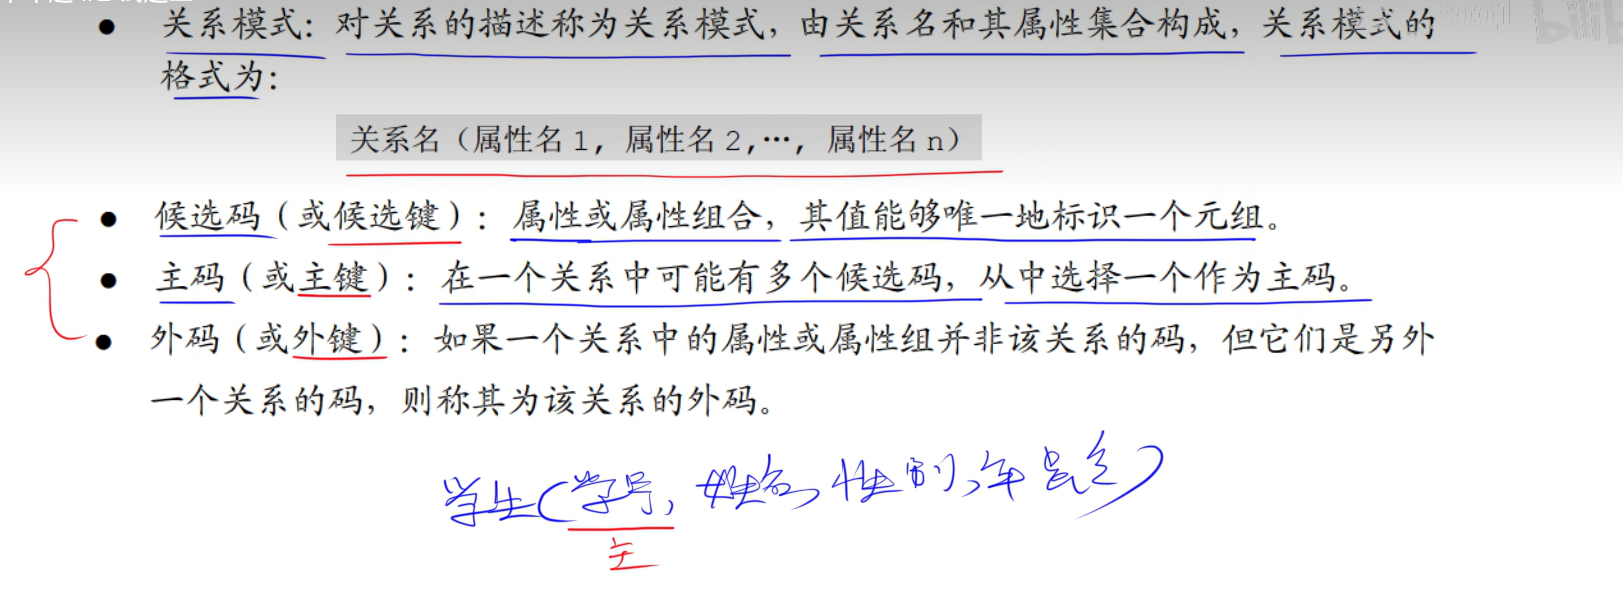 ● 关系模式：对关系的描述称为关系模式，由关系名和其属性集合构成，关系模式的
格式为：
关系名（属性名1，属性名2,…，属性名n）
● 候选码（或候选键）：属性或属性组合，其值能够唯一地标识一个元组。
● 主码（或主键）：在一个关系中可能有多个候选码，从中选择一个作为主码。
● 外码（或外键）：如果一个关系中的属性或属性组并非该关系的码，但它们是另外
一个关系的码，则称其为该关系的外码。
学生(学号,姓名,性别,年龄)
主